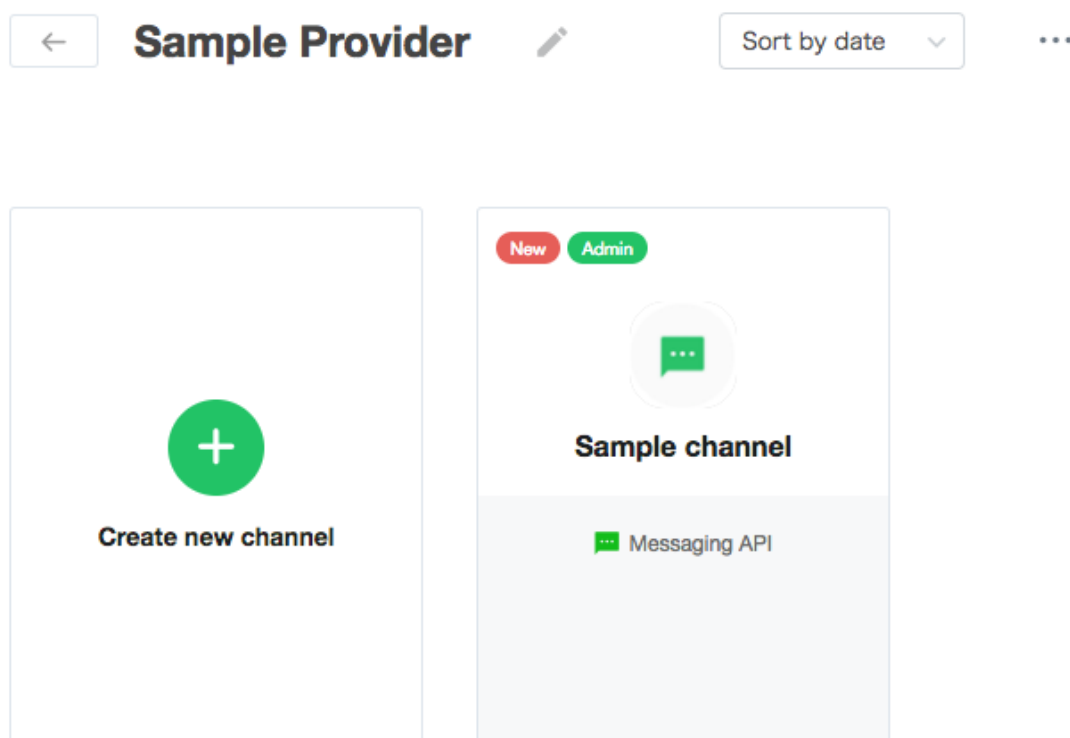 Sample Provider
Sort by date
New
Admin
Sample channel
Create new channel
Messaging API